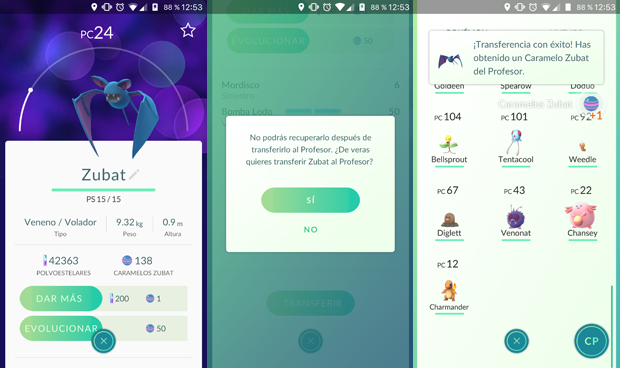 88 % 12:53
PC24
Zubat
PS 15 / 15
Veneno / Volador
9.32 kg
0.9 m
Tipo
Peso
Altura
42363
138
POLVOESTELARES
CARAMELOS ZUBAT
DAR MÁS
200
1
EVOLUCIONAR
50
88 % 12:53
DAR MÁS
EVOLUCIONAR
50
Mordisco
6
Siniestro
Bomba Lodo
50
No podrás recuperarlo después de
transferirlo al Profesor. ¿De veras
quieres transferir Zubat al Profesor?
SÍ
NO
TRANSFERIR
88 % 12:53
¡Transferencia con éxito! Has
obtenido un Caramelo Zubat
del Profesor.
Goldeen
Spearow
Doduo
Caramelos Zubat
+1
PC 104
PC 101
PC 92
Bellsprout
Tentacool
Weedle
PC 67
PC 43
PC 22
Diglett
Venonat
Chansey
PC 12
Charmander
CP